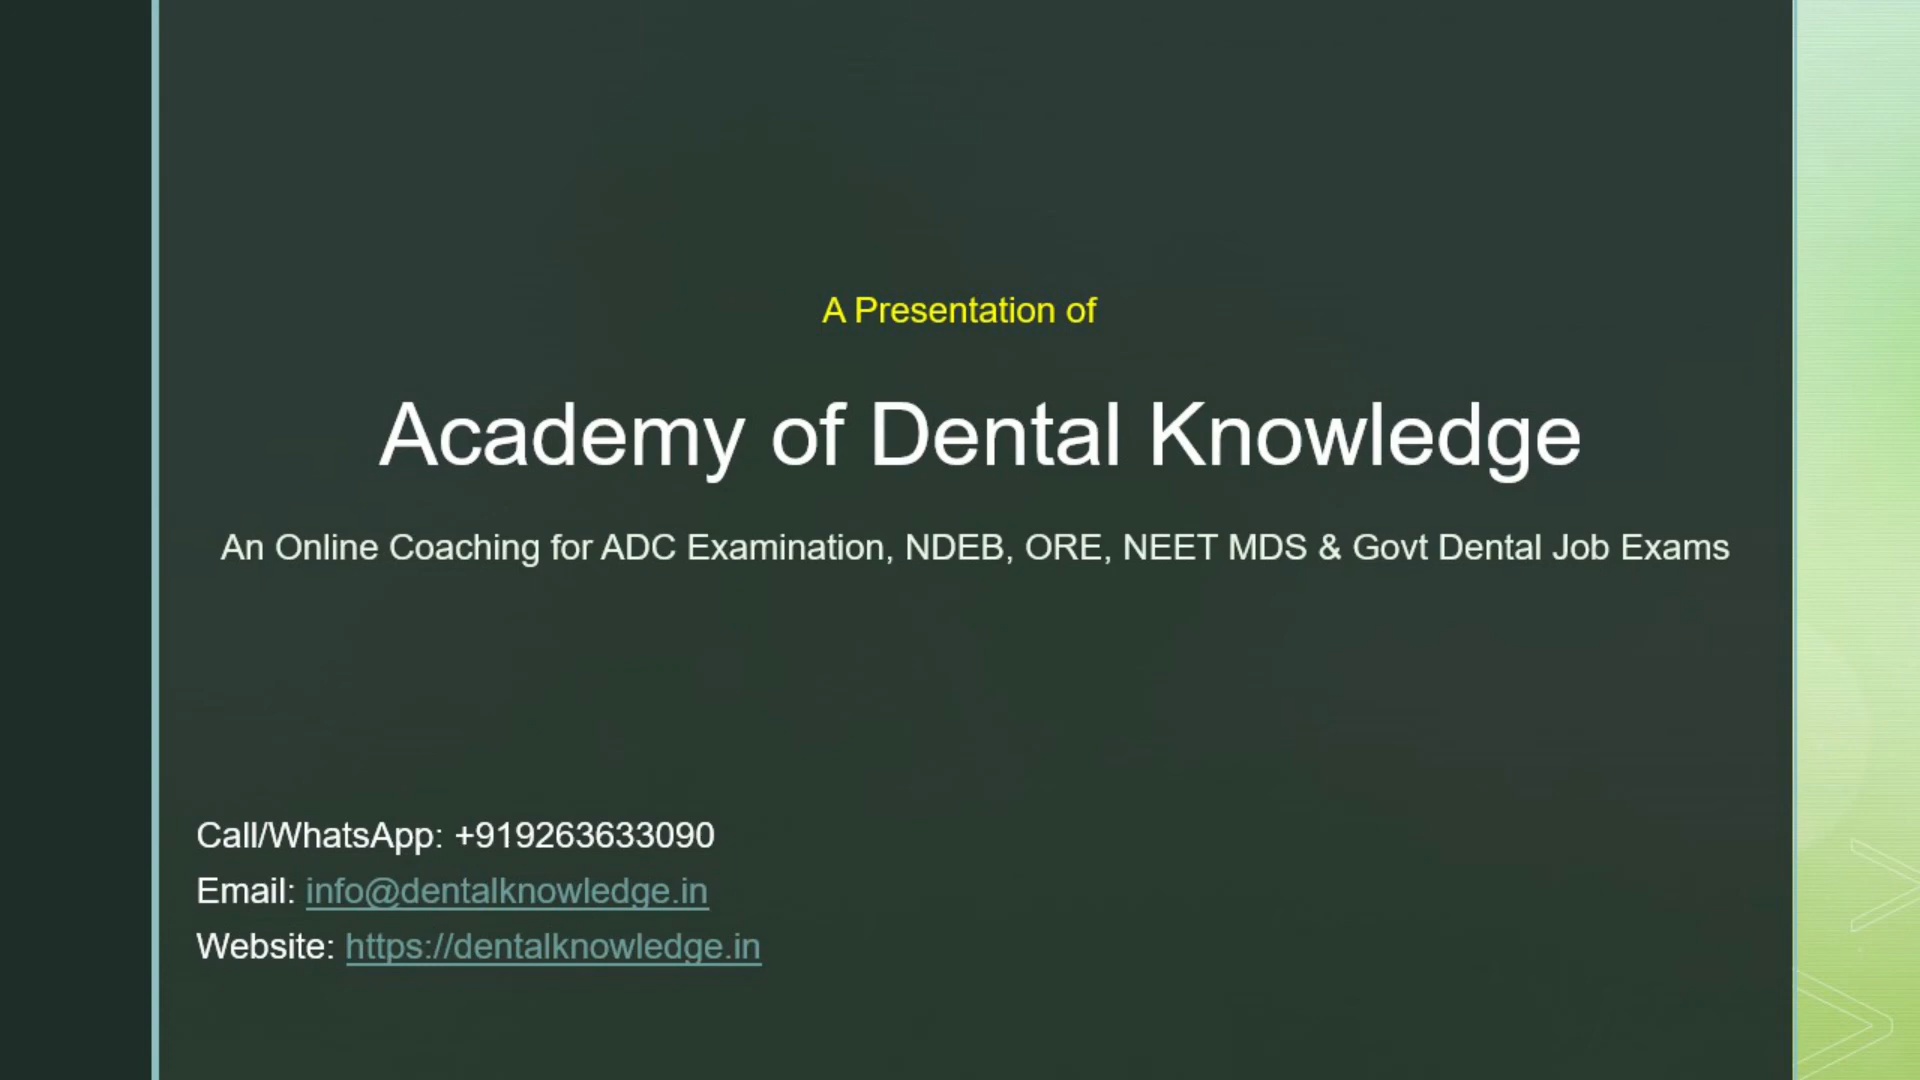 A Presentation of
Academy of Dental Knowledge
An Online Coaching for ADC Examination, NDEB, ORE, NEET MDS & Govt Dental Job Exams
Call/WhatsApp: +919263633090
Email: info@dentalknowledge.in
Website: https://dentalknowledge.in